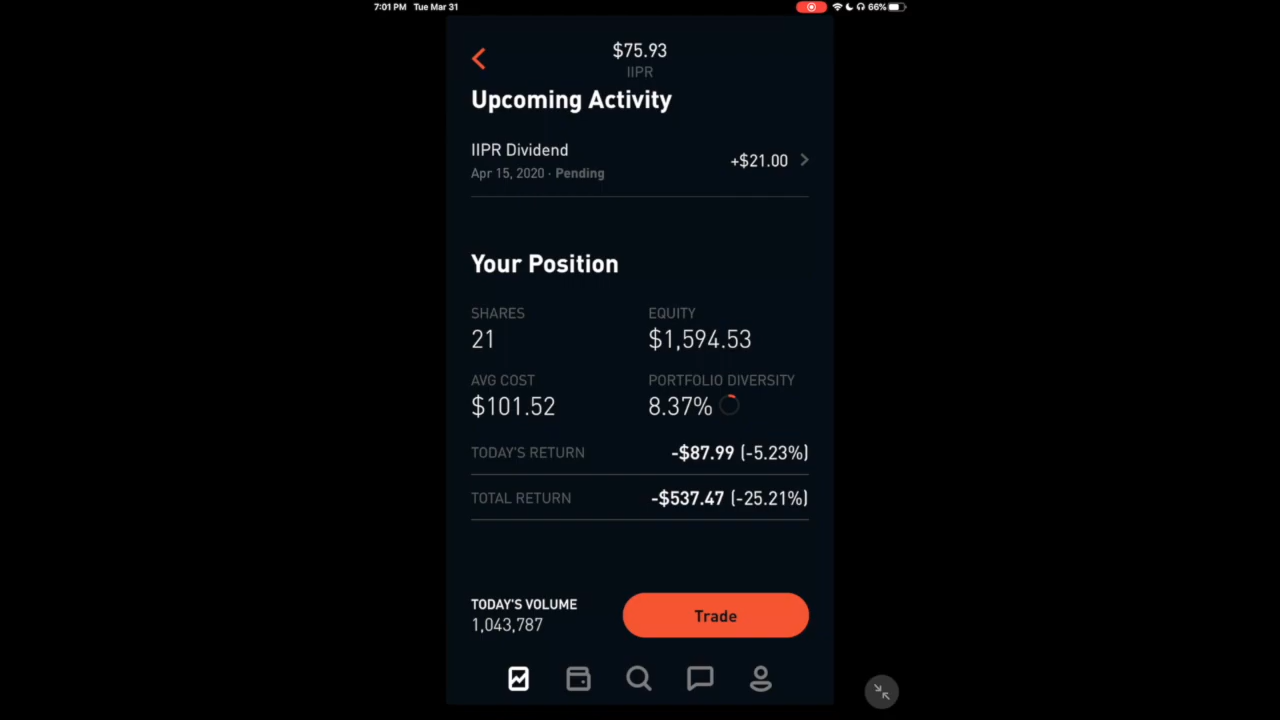 7:01 PM Tue Mar 31 66%
$75.93
IIPR
Upcoming Activity
IIPR Dividend
+$21.00
Apr 15, 2020 · Pending
Your Position
SHARES EQUITY
21 $1,594.53
AVG COST PORTFOLIO DIVERSITY
$101.52 8.37%
TODAY'S RETURN -$87.99 (-5.23%)
TOTAL RETURN -$537.47 (-25.21%)
TODAY'S VOLUME
1,043,787
Trade